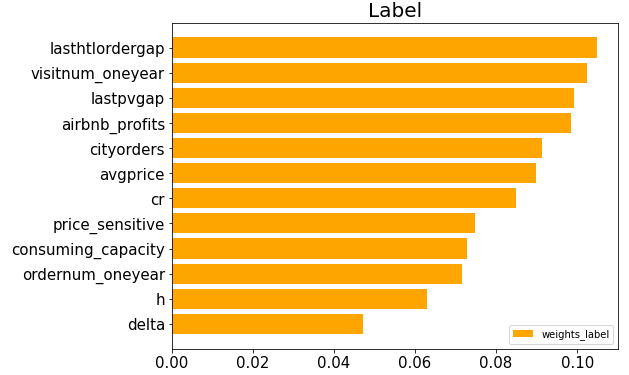 Label
lasthtlordergap
visitnum_oneyear
lastpvgap
airbnb_profits
cityorders
avgprice
cr
price_sensitive
consuming_capacity
ordernum_oneyear
h
delta
weights_label
0.00 0.02 0.04 0.06 0.08 0.10